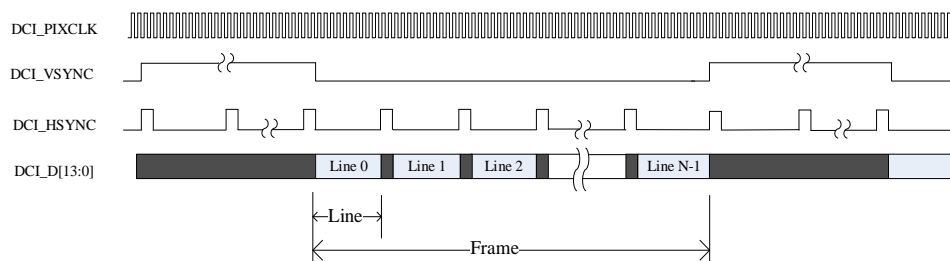 DCI_PIXCLK
DCI_VSYNC
DCI_HSYNC
DCI_D[13:0]
Line 0
Line 1
Line 2
Line N-1
Line
Frame